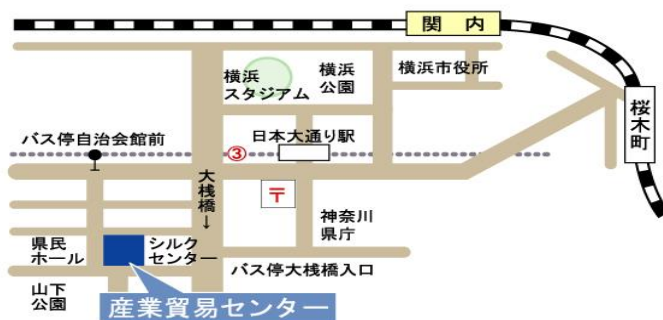 関 内
横浜
スタジアム
横浜
公園
横浜市役所
桜木町
バス停自治会館前
日本大通り駅
③
大桟橋→
〒
神奈川
県庁
県民
ホール
シルク
センター
バス停大桟橋入口
山下
公園
産業貿易センター